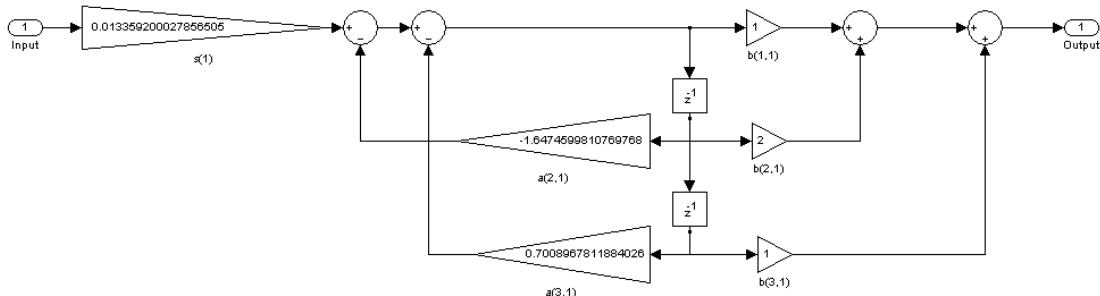 1
Input
0.013359200027856505
s(1)
+
−
+
−
1
b(1,1)
+
+
+
+
1
Output
z-1
-1.6474599810769768
a(2,1)
2
b(2,1)
z-1
0.7008967811884026
a(3,1)
1
b(3,1)